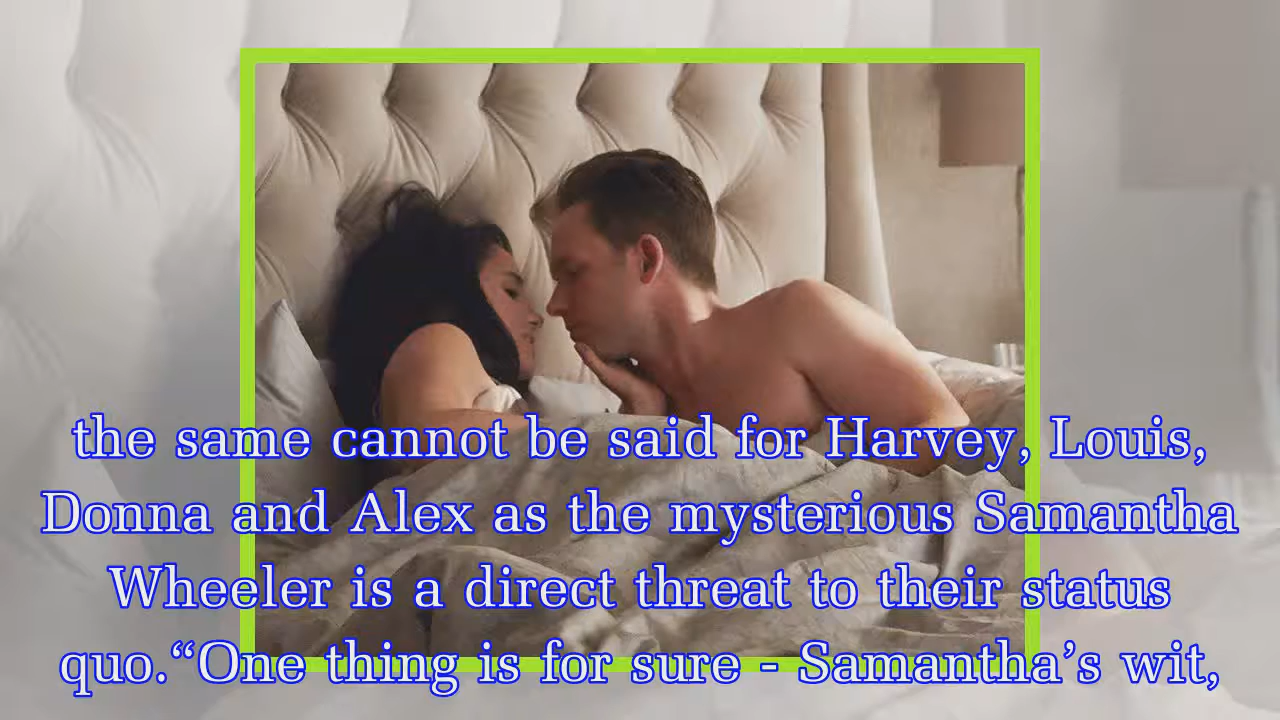 the same cannot be said for Harvey, Louis,
Donna and Alex as the mysterious Samantha
Wheeler is a direct threat to their status
quo.“One thing is for sure - Samantha’s wit,